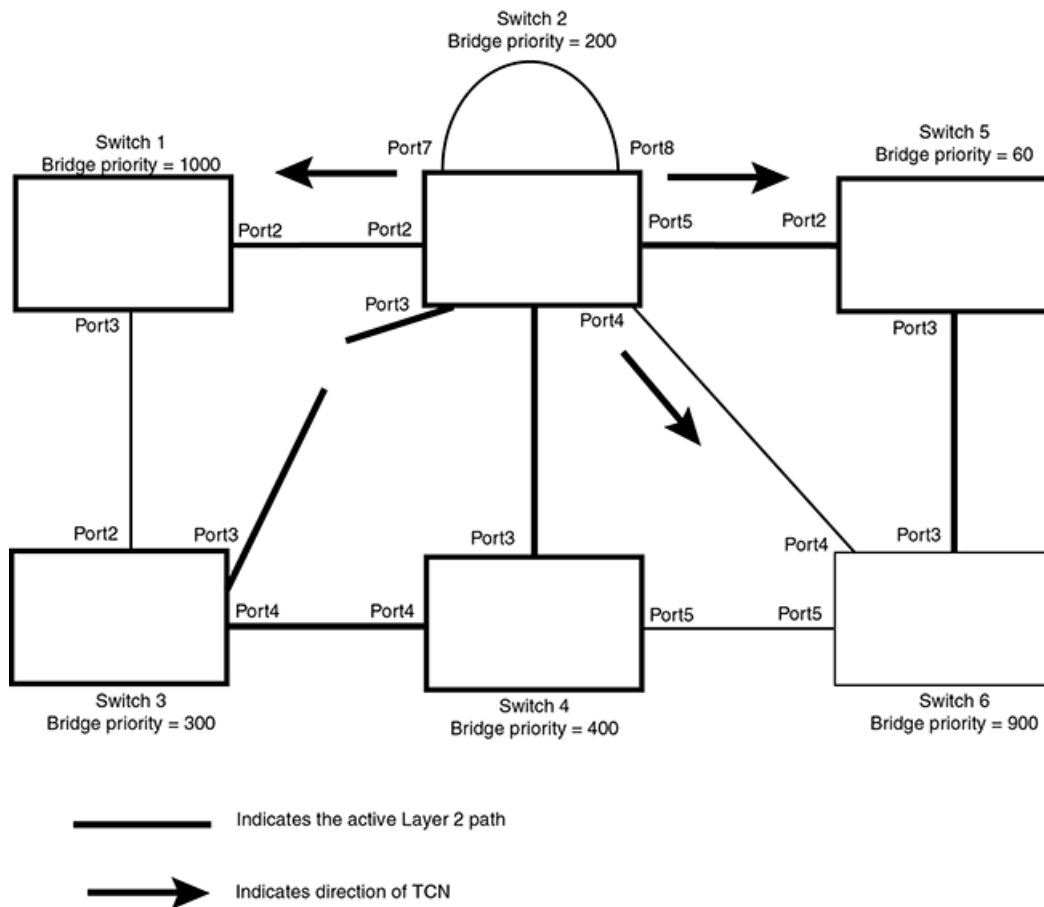 Switch 2
Bridge priority = 200
Switch 1
Bridge priority = 1000
Port7
Port8
Switch 5
Bridge priority = 60
Port2
Port2
Port5
Port2
Port3
Port3
Port4
Port3
Port2
Port3
Port3
Port4
Port3
Port4
Port4
Port5
Port5
Switch 3
Bridge priority = 300
Switch 4
Bridge priority = 400
Switch 6
Bridge priority = 900
Indicates the active Layer 2 path
Indicates direction of TCN